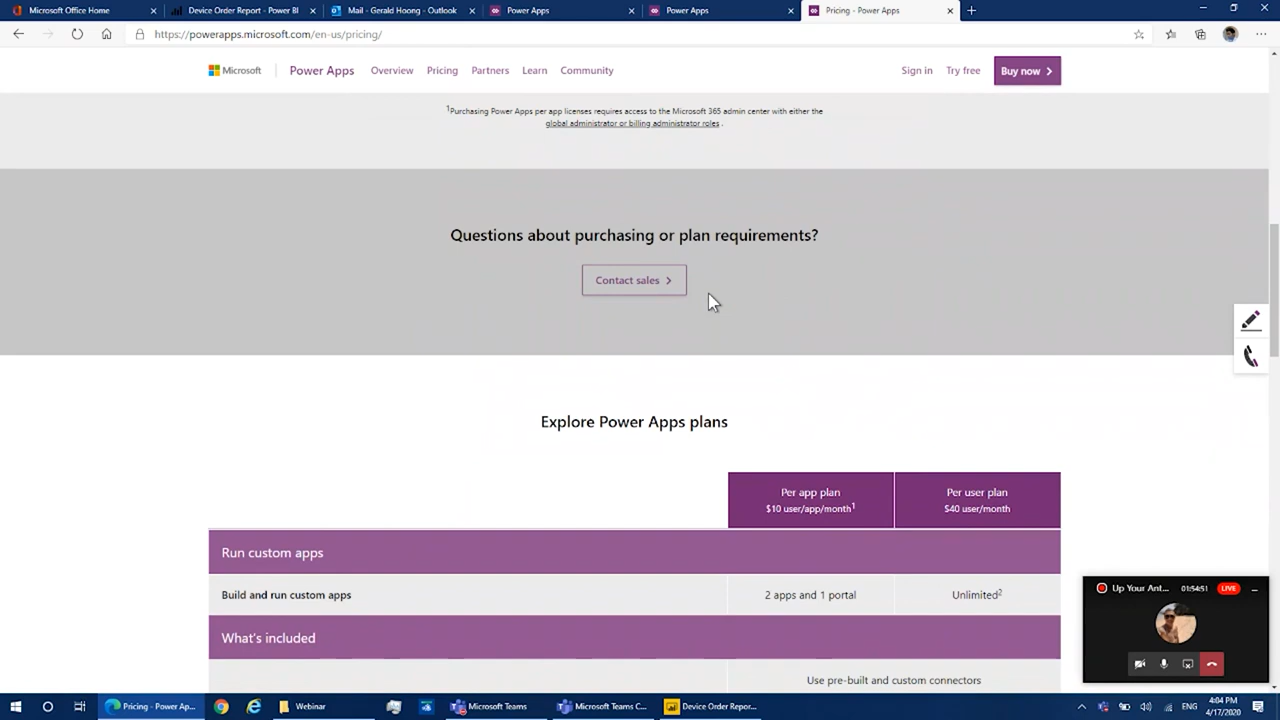 Microsoft Office Home
Device Order Report - Power BI
Mail - Gerald Hoong - Outlook
Power Apps
Power Apps
Pricing - Power Apps
https://powerapps.microsoft.com/en-us/pricing/
Microsoft
Power Apps
Overview
Pricing
Partners
Learn
Community
Sign in
Try free
Buy now
1Purchasing Power Apps per app licenses requires access to the Microsoft 365 admin center with either the
global administrator or billing administrator roles .
Questions about purchasing or plan requirements?
Contact sales
Explore Power Apps plans
Per app plan
$10 user/app/month1
Per user plan
$40 user/month
Run custom apps
Build and run custom apps
2 apps and 1 portal
Unlimited2
What's included
Use pre-built and custom connectors
Up Your Ant...
01:54:51
LIVE
Pricing - Power Ap...
Webinar
Microsoft Teams
Microsoft Teams C...
Device Order Repor...
ENG
4:04 PM
4/17/2020